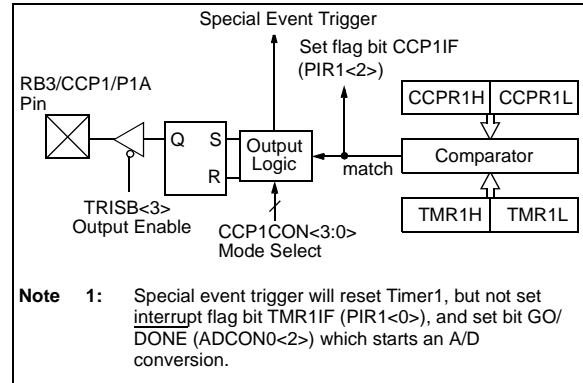 Special Event Trigger
Set flag bit CCP1IF
(PIR1<2>)
RB3/CCP1/P1A
Pin
CCPR1H CCPR1L
Q S
R
Output
Logic
match
Comparator
TRISB<3>
Output Enable
CCP1CON<3:0>
Mode Select
TMR1H TMR1L
Note 1: Special event trigger will reset Timer1, but not set
interrupt flag bit TMR1IF (PIR1<0>), and set bit GO/
DONE (ADCON0<2>) which starts an A/D
conversion.